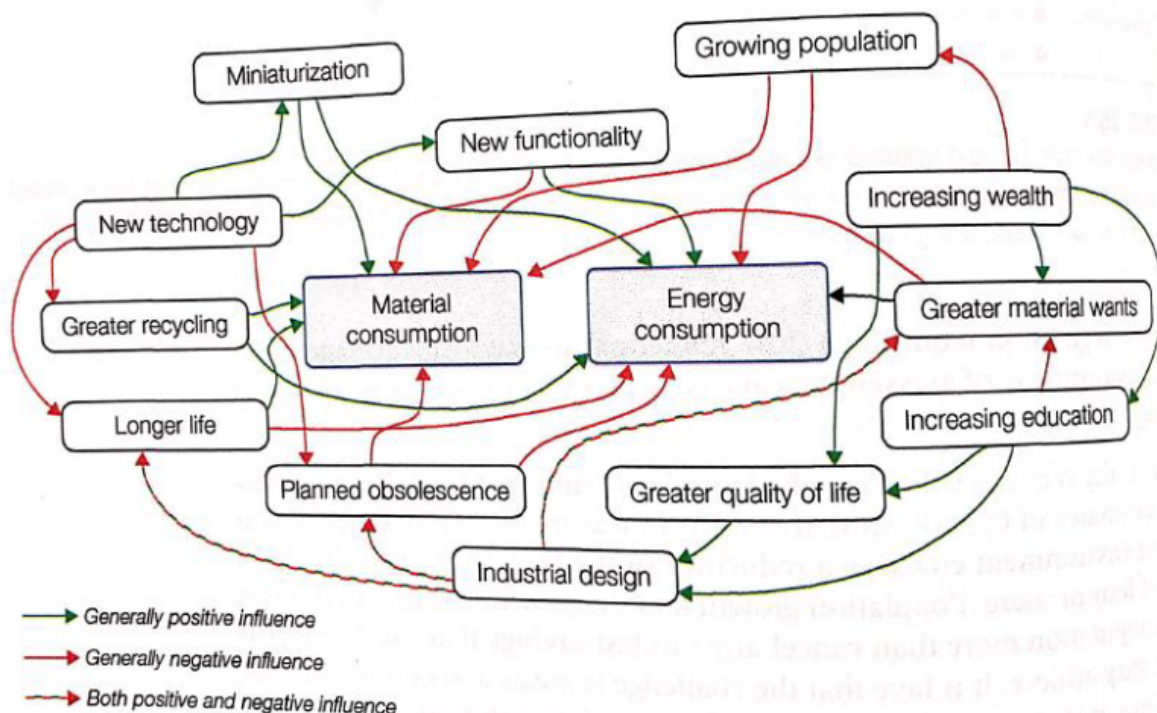 Miniaturization
Growing population
New functionality
Increasing wealth
New technology
Material
consumption
Energy
consumption
Greater material wants
Greater recycling
Longer life
Increasing education
Planned obsolescence
Greater quality of life
Industrial design
Generally positive influence
Generally negative influence
Both positive and negative influence